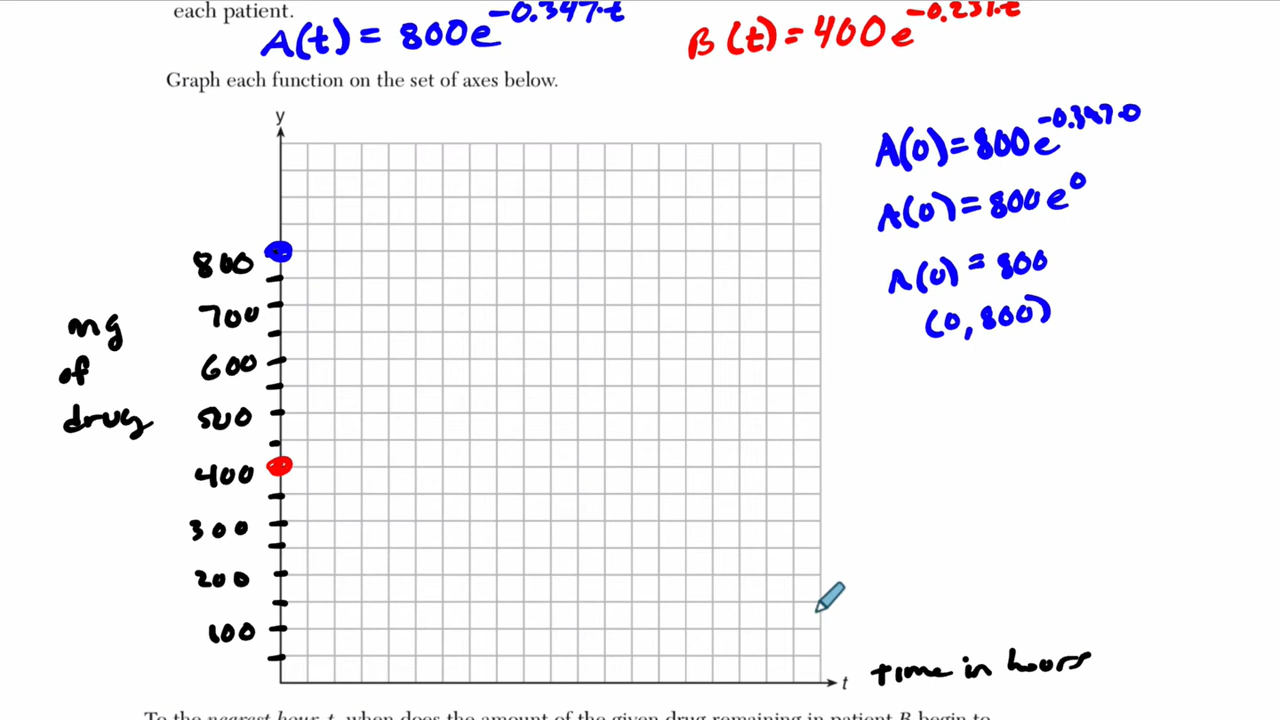 each patient.
A(t) = 800e^-0.347·t
B(t) = 400e^-0.231·t
Graph each function on the set of axes below.
y
A(0) = 800e^-0.347·0
A(0) = 800e^0
A(0) = 800
(0, 800)
800
700
600
500
400
300
200
100
mg
of
drug
t
time in hours
To the nearest hour, t, when does the amount of the given drug remaining in patient B begin to